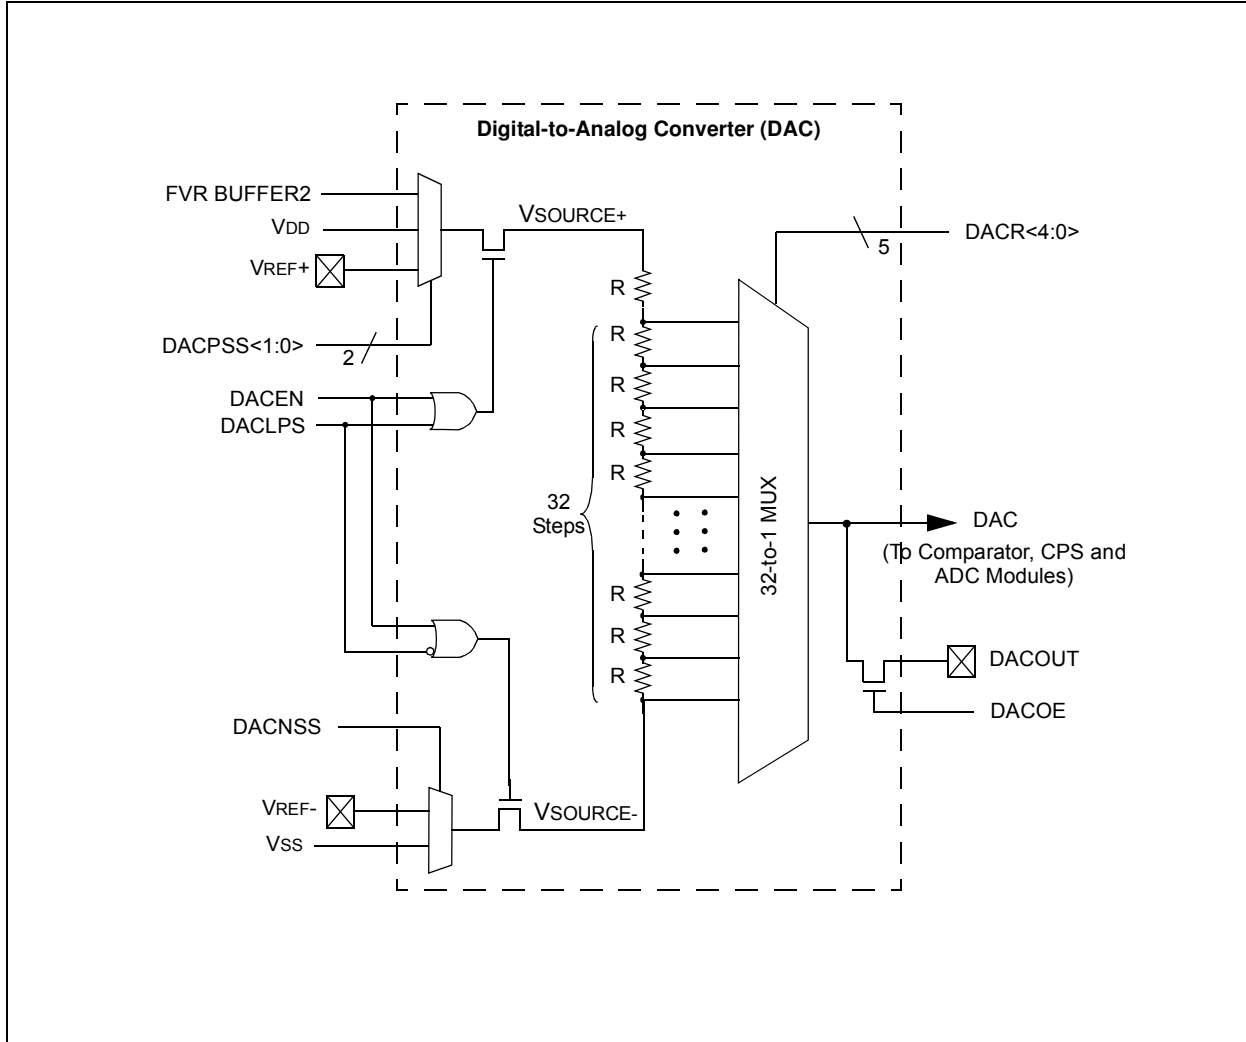 Digital-to-Analog Converter (DAC)
FVR BUFFER2
VDD
VREF+
DACPSS<1:0>
2
DACEN
DACLPS
VSOURCE+
R
R
R
R
R
32
Steps
R
R
R
32-to-1 MUX
5
DACR<4:0>
DAC
(To Comparator, CPS and
ADC Modules)
DACOUT
DACOE
DACNSS
VREF-
VSS
VSOURCE-